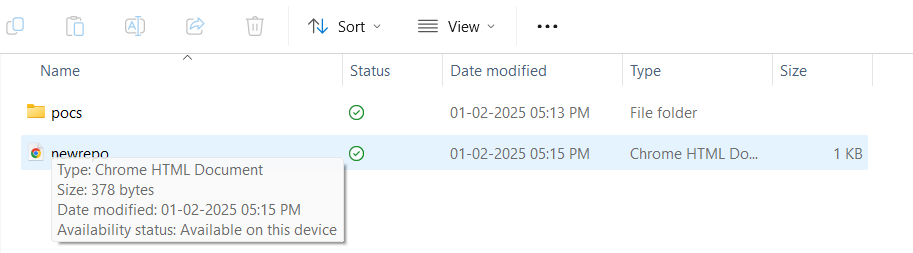 Sort View
Name Status Date modified Type Size
pocs 01-02-2025 05:13 PM File folder
newrepo 01-02-2025 05:15 PM Chrome HTML Do... 1 KB
Type: Chrome HTML Document
Size: 378 bytes
Date modified: 01-02-2025 05:15 PM
Availability status: Available on this device